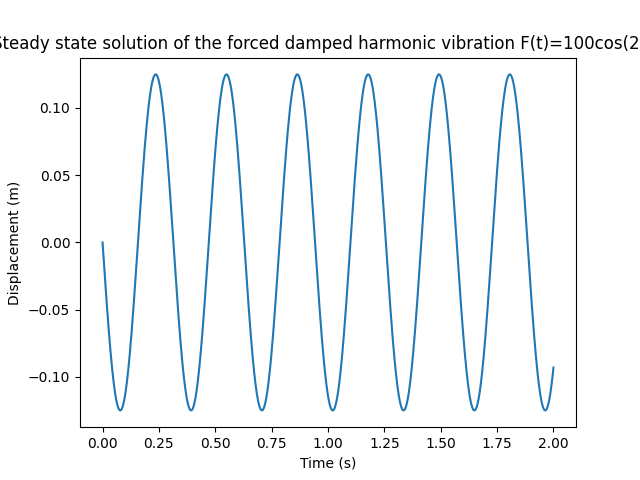 Steady state solution of the forced damped harmonic vibration F(t)=100cos(2
0.10
0.05
0.00
−0.05
−0.10
Displacement (m)
0.00 0.25 0.50 0.75 1.00 1.25 1.50 1.75 2.00
Time (s)